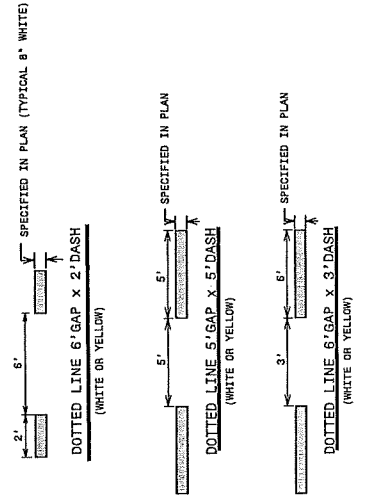 SPECIFIED IN PLAN (TYPICAL 8" WHITE)
2'
6'
DOTTED LINE 6'GAP x 2'DASH
(WHITE OR YELLOW)
SPECIFIED IN PLAN
5'
5'
DOTTED LINE 5'GAP x 5'DASH
(WHITE OR YELLOW)
SPECIFIED IN PLAN
3'
6'
DOTTED LINE 6'GAP x 3'DASH
(WHITE OR YELLOW)